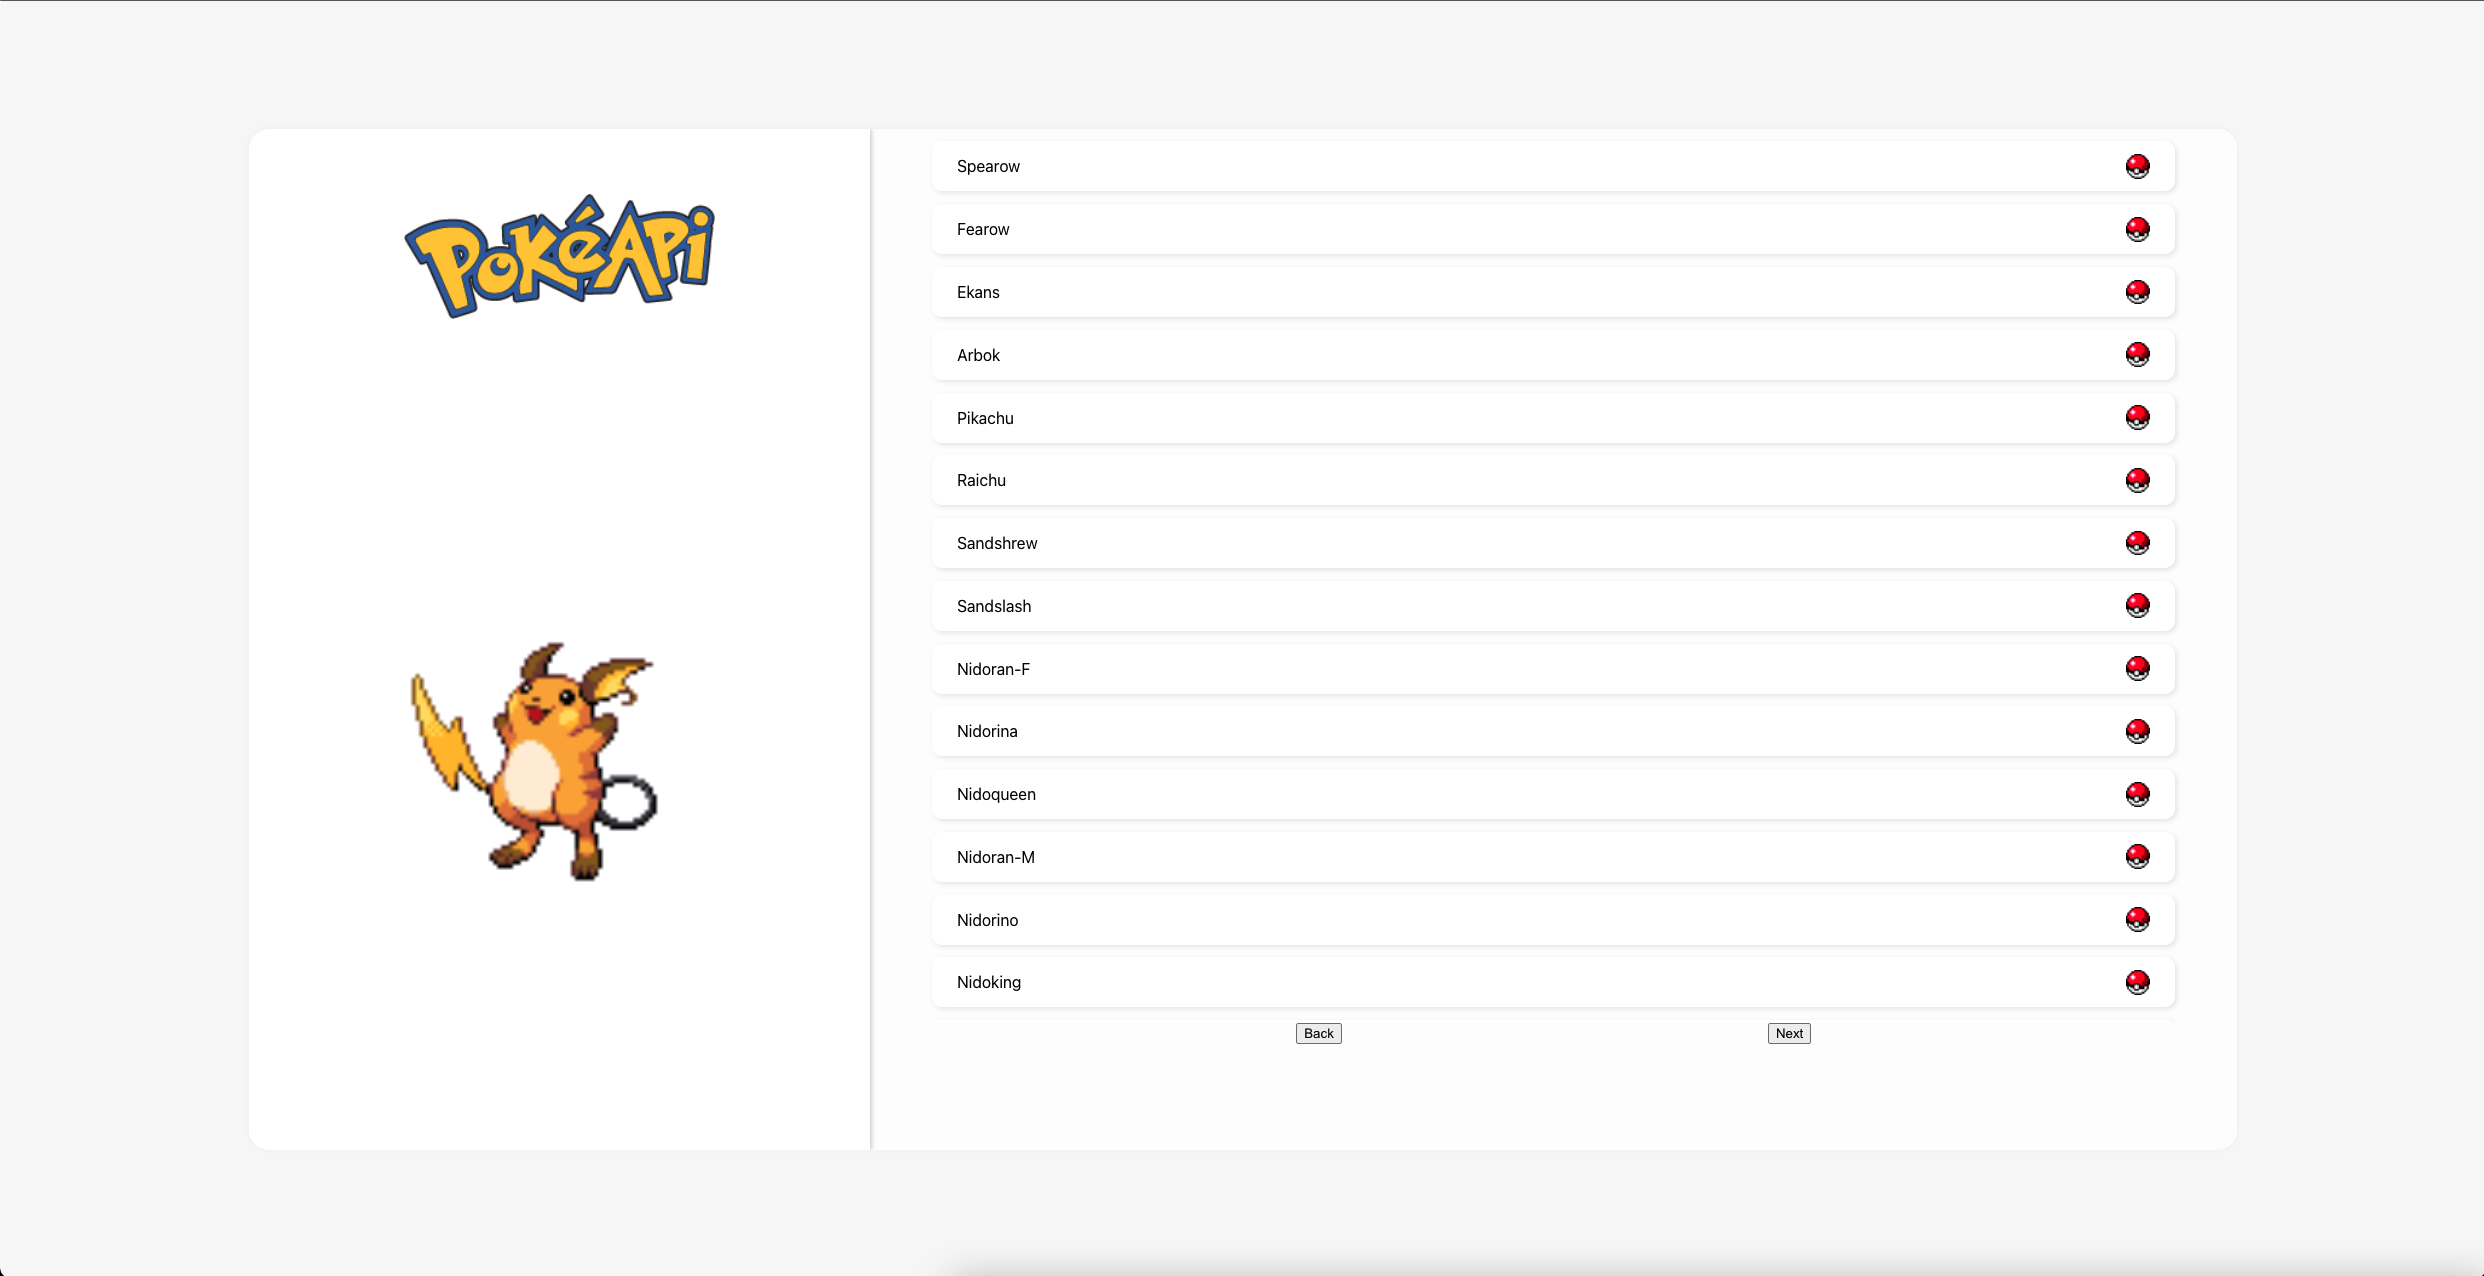 PokéApi
Spearow
Fearow
Ekans
Arbok
Pikachu
Raichu
Sandshrew
Sandslash
Nidoran-F
Nidorina
Nidoqueen
Nidoran-M
Nidorino
Nidoking
Back
Next